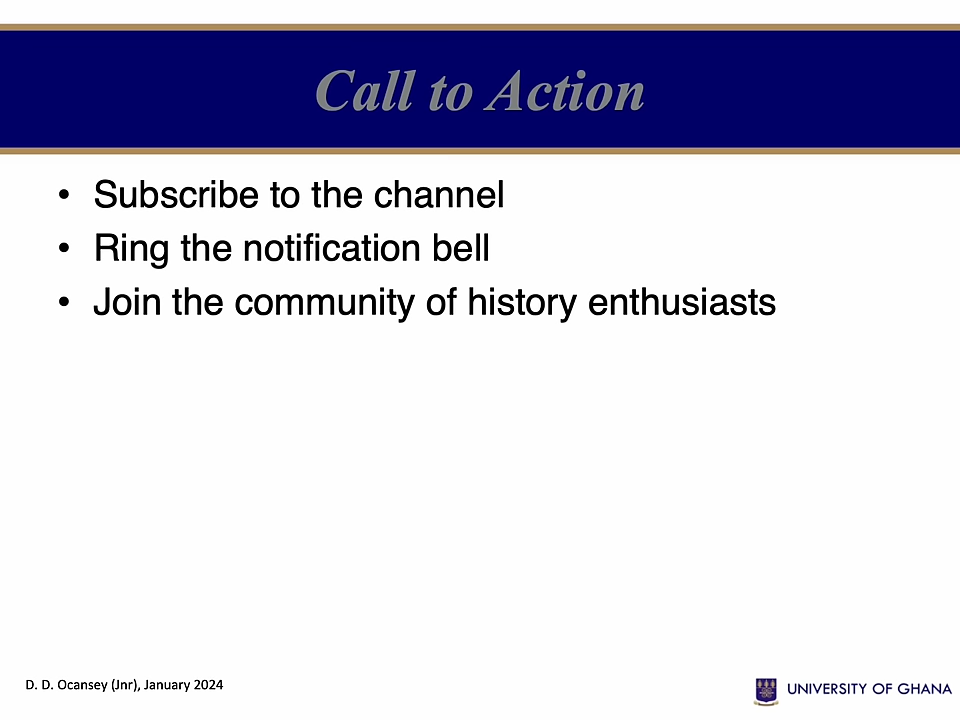 Call to Action
• Subscribe to the channel
• Ring the notification bell
• Join the community of history enthusiasts
D. D. Ocansey (Jnr), January 2024
UNIVERSITY OF GHANA